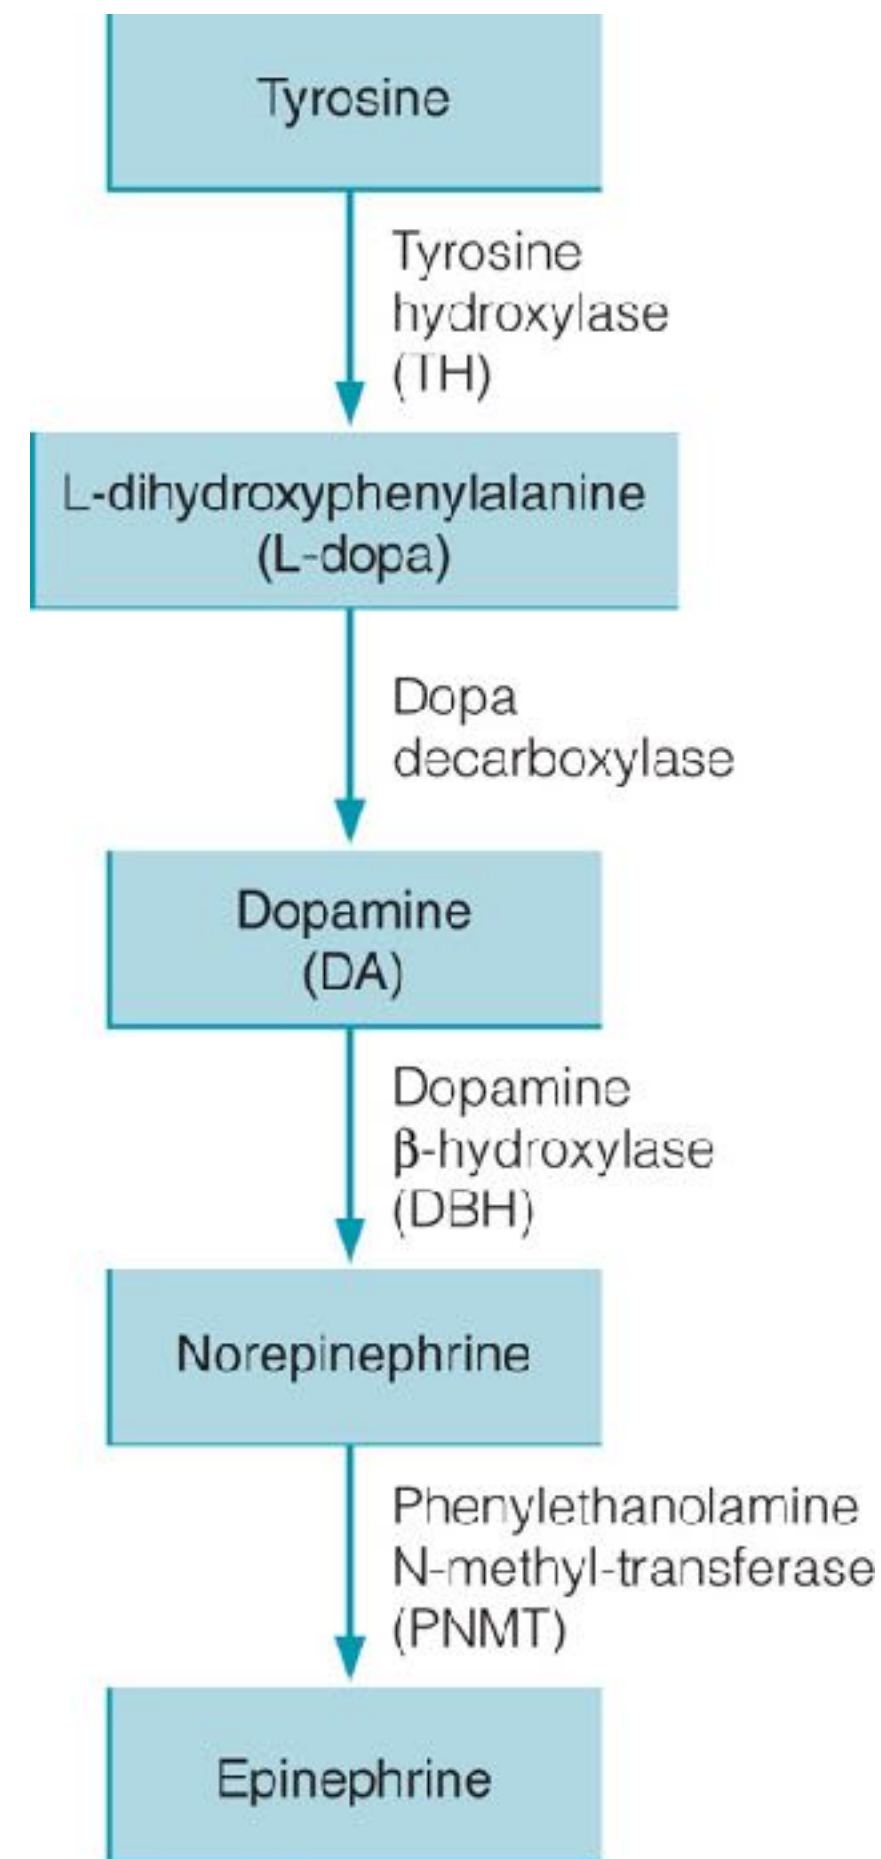 Tyrosine
Tyrosine
hydroxylase
(TH)
L-dihydroxyphenylalanine
(L-dopa)
Dopa
decarboxylase
Dopamine
(DA)
Dopamine
β-hydroxylase
(DBH)
Norepinephrine
Phenylethanolamine
N-methyl-transferase
(PNMT)
Epinephrine